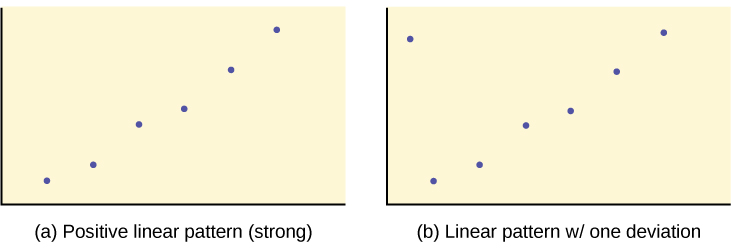 (a) Positive linear pattern (strong)
(b) Linear pattern w/ one deviation